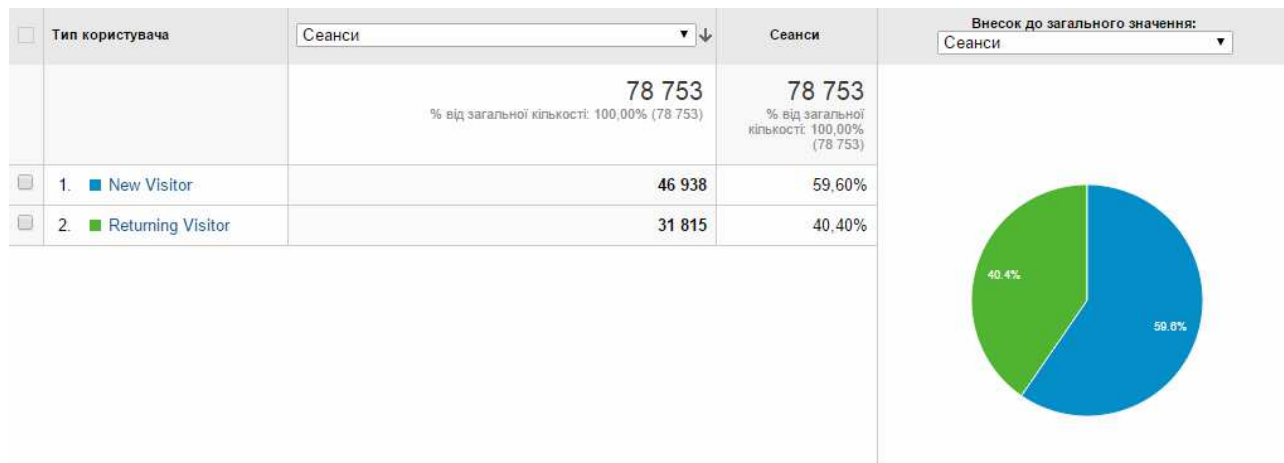 Тип користувача
Сеанси
Сеанси
Внесок до загального значення:
Сеанси
78 753
% від загальної кількості: 100,00% (78 753)
78 753
% від загальної
кількості: 100,00%
(78 753)
1. New Visitor 46 938 59,60%
2. Returning Visitor 31 815 40,40%
40.4%
59.6%